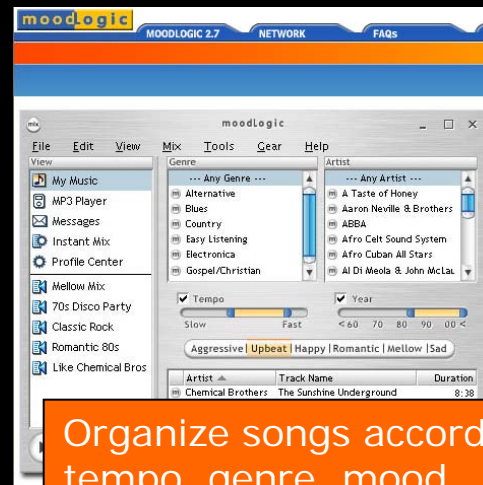 moodlogic
MOODLOGIC 2.7 NETWORK FAQs
mix moodlogic
File Edit View Mix Tools Gear Help
View
My Music
MP3 Player
Messages
Instant Mix
Profile Center
Mellow Mix
70s Disco Party
Classic Rock
Romantic 80s
Like Chemical Bros
Genre
--- Any Genre ---
Alternative
Blues
Country
Easy Listening
Electronica
Gospel/Christian
Artist
--- Any Artist ---
A Taste of Honey
Aaron Neville & Brothers
ABBA
Afro Celt Sound System
Afro Cuban All Stars
Al Di Meola & John McLau
Tempo
Slow Fast
Year
<60 70 80 90 00<
Aggressive|Upbeat|Happy|Romantic|Mellow|Sad
Artist Track Name Duration
Chemical Brothers The Sunshine Underground 8:38
Organize songs accord
tempo, genre, mood